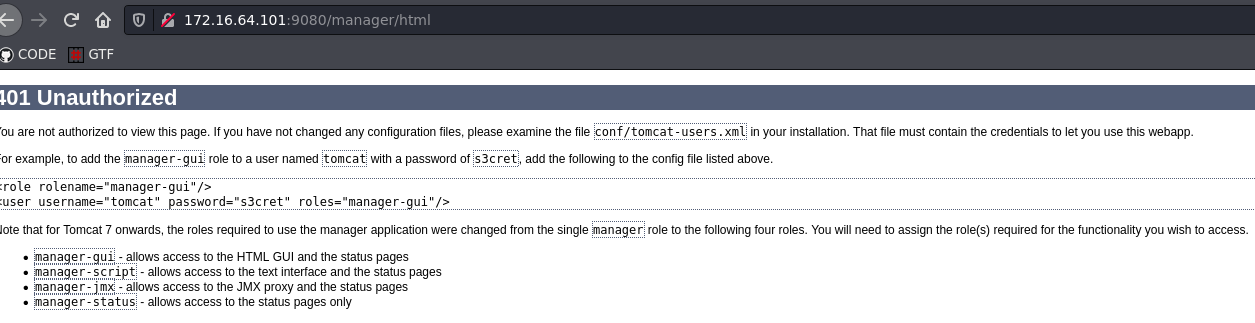 172.16.64.101:9080/manager/html
CODE GTF
401 Unauthorized
You are not authorized to view this page. If you have not changed any configuration files, please examine the file conf/tomcat-users.xml in your installation. That file must contain the credentials to let you use this webapp.
For example, to add the manager-gui role to a user named tomcat with a password of s3cret, add the following to the config file listed above.
<role rolename="manager-gui"/>
<user username="tomcat" password="s3cret" roles="manager-gui"/>
Note that for Tomcat 7 onwards, the roles required to use the manager application were changed from the single manager role to the following four roles. You will need to assign the role(s) required for the functionality you wish to access.
manager-gui - allows access to the HTML GUI and the status pages
manager-script - allows access to the text interface and the status pages
manager-jmx - allows access to the JMX proxy and the status pages
manager-status - allows access to the status pages only